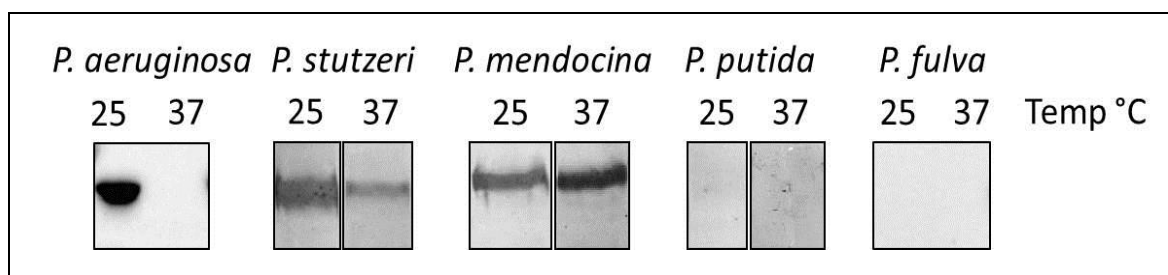 P. aeruginosa P. stutzeri P. mendocina P. putida P. fulva
25 37 25 37 25 37 25 37 25 37 Temp °C